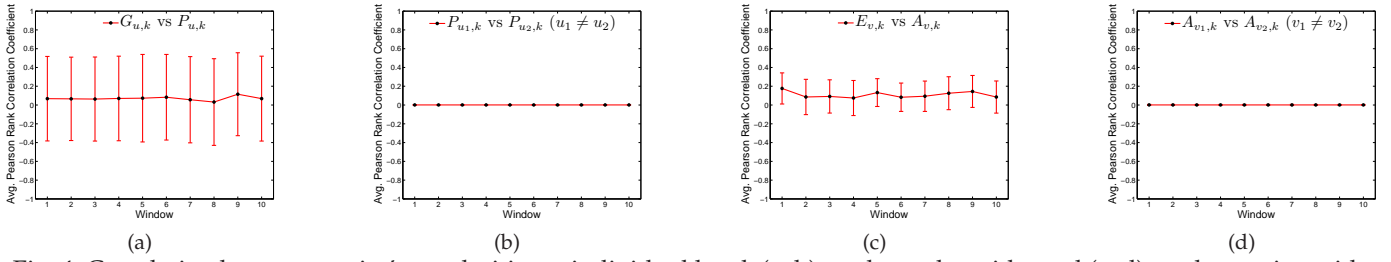 Avg. Pearson Rank Correlation Coefficient
1
0.8
0.6
0.4
0.2
0
−0.2
−0.4
−0.6
−0.8
−1
G_{u,k} vs P_{u,k}
1 2 3 4 5 6 7 8 9 10
Window
(a)
Avg. Pearson Rank Correlation Coefficient
1
0.8
0.6
0.4
0.2
0
−0.2
−0.4
−0.6
−0.8
−1
P_{u_1,k} vs P_{u_2,k} (u_1 ≠ u_2)
1 2 3 4 5 6 7 8 9 10
Window
(b)
Avg. Pearson Rank Correlation Coefficient
1
0.8
0.6
0.4
0.2
0
−0.2
−0.4
−0.6
−0.8
−1
E_{v,k} vs A_{v,k}
1 2 3 4 5 6 7 8 9 10
Window
(c)
Avg. Pearson Rank Correlation Coefficient
1
0.8
0.6
0.4
0.2
0
−0.2
−0.4
−0.6
−0.8
−1
A_{v_1,k} vs A_{v_2,k} (v_1 ≠ v_2)
1 2 3 4 5 6 7 8 9 10
Window
(d)